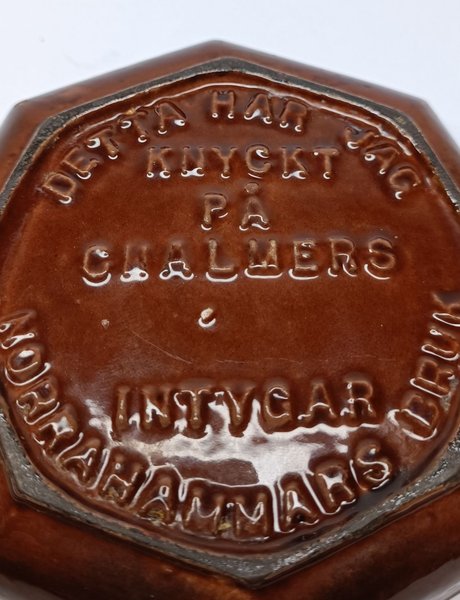 DETTA HAR JAG
KNYCKT
PÅ
CHALMERS
INTYGAR
NORRAHAMMARS BRUK